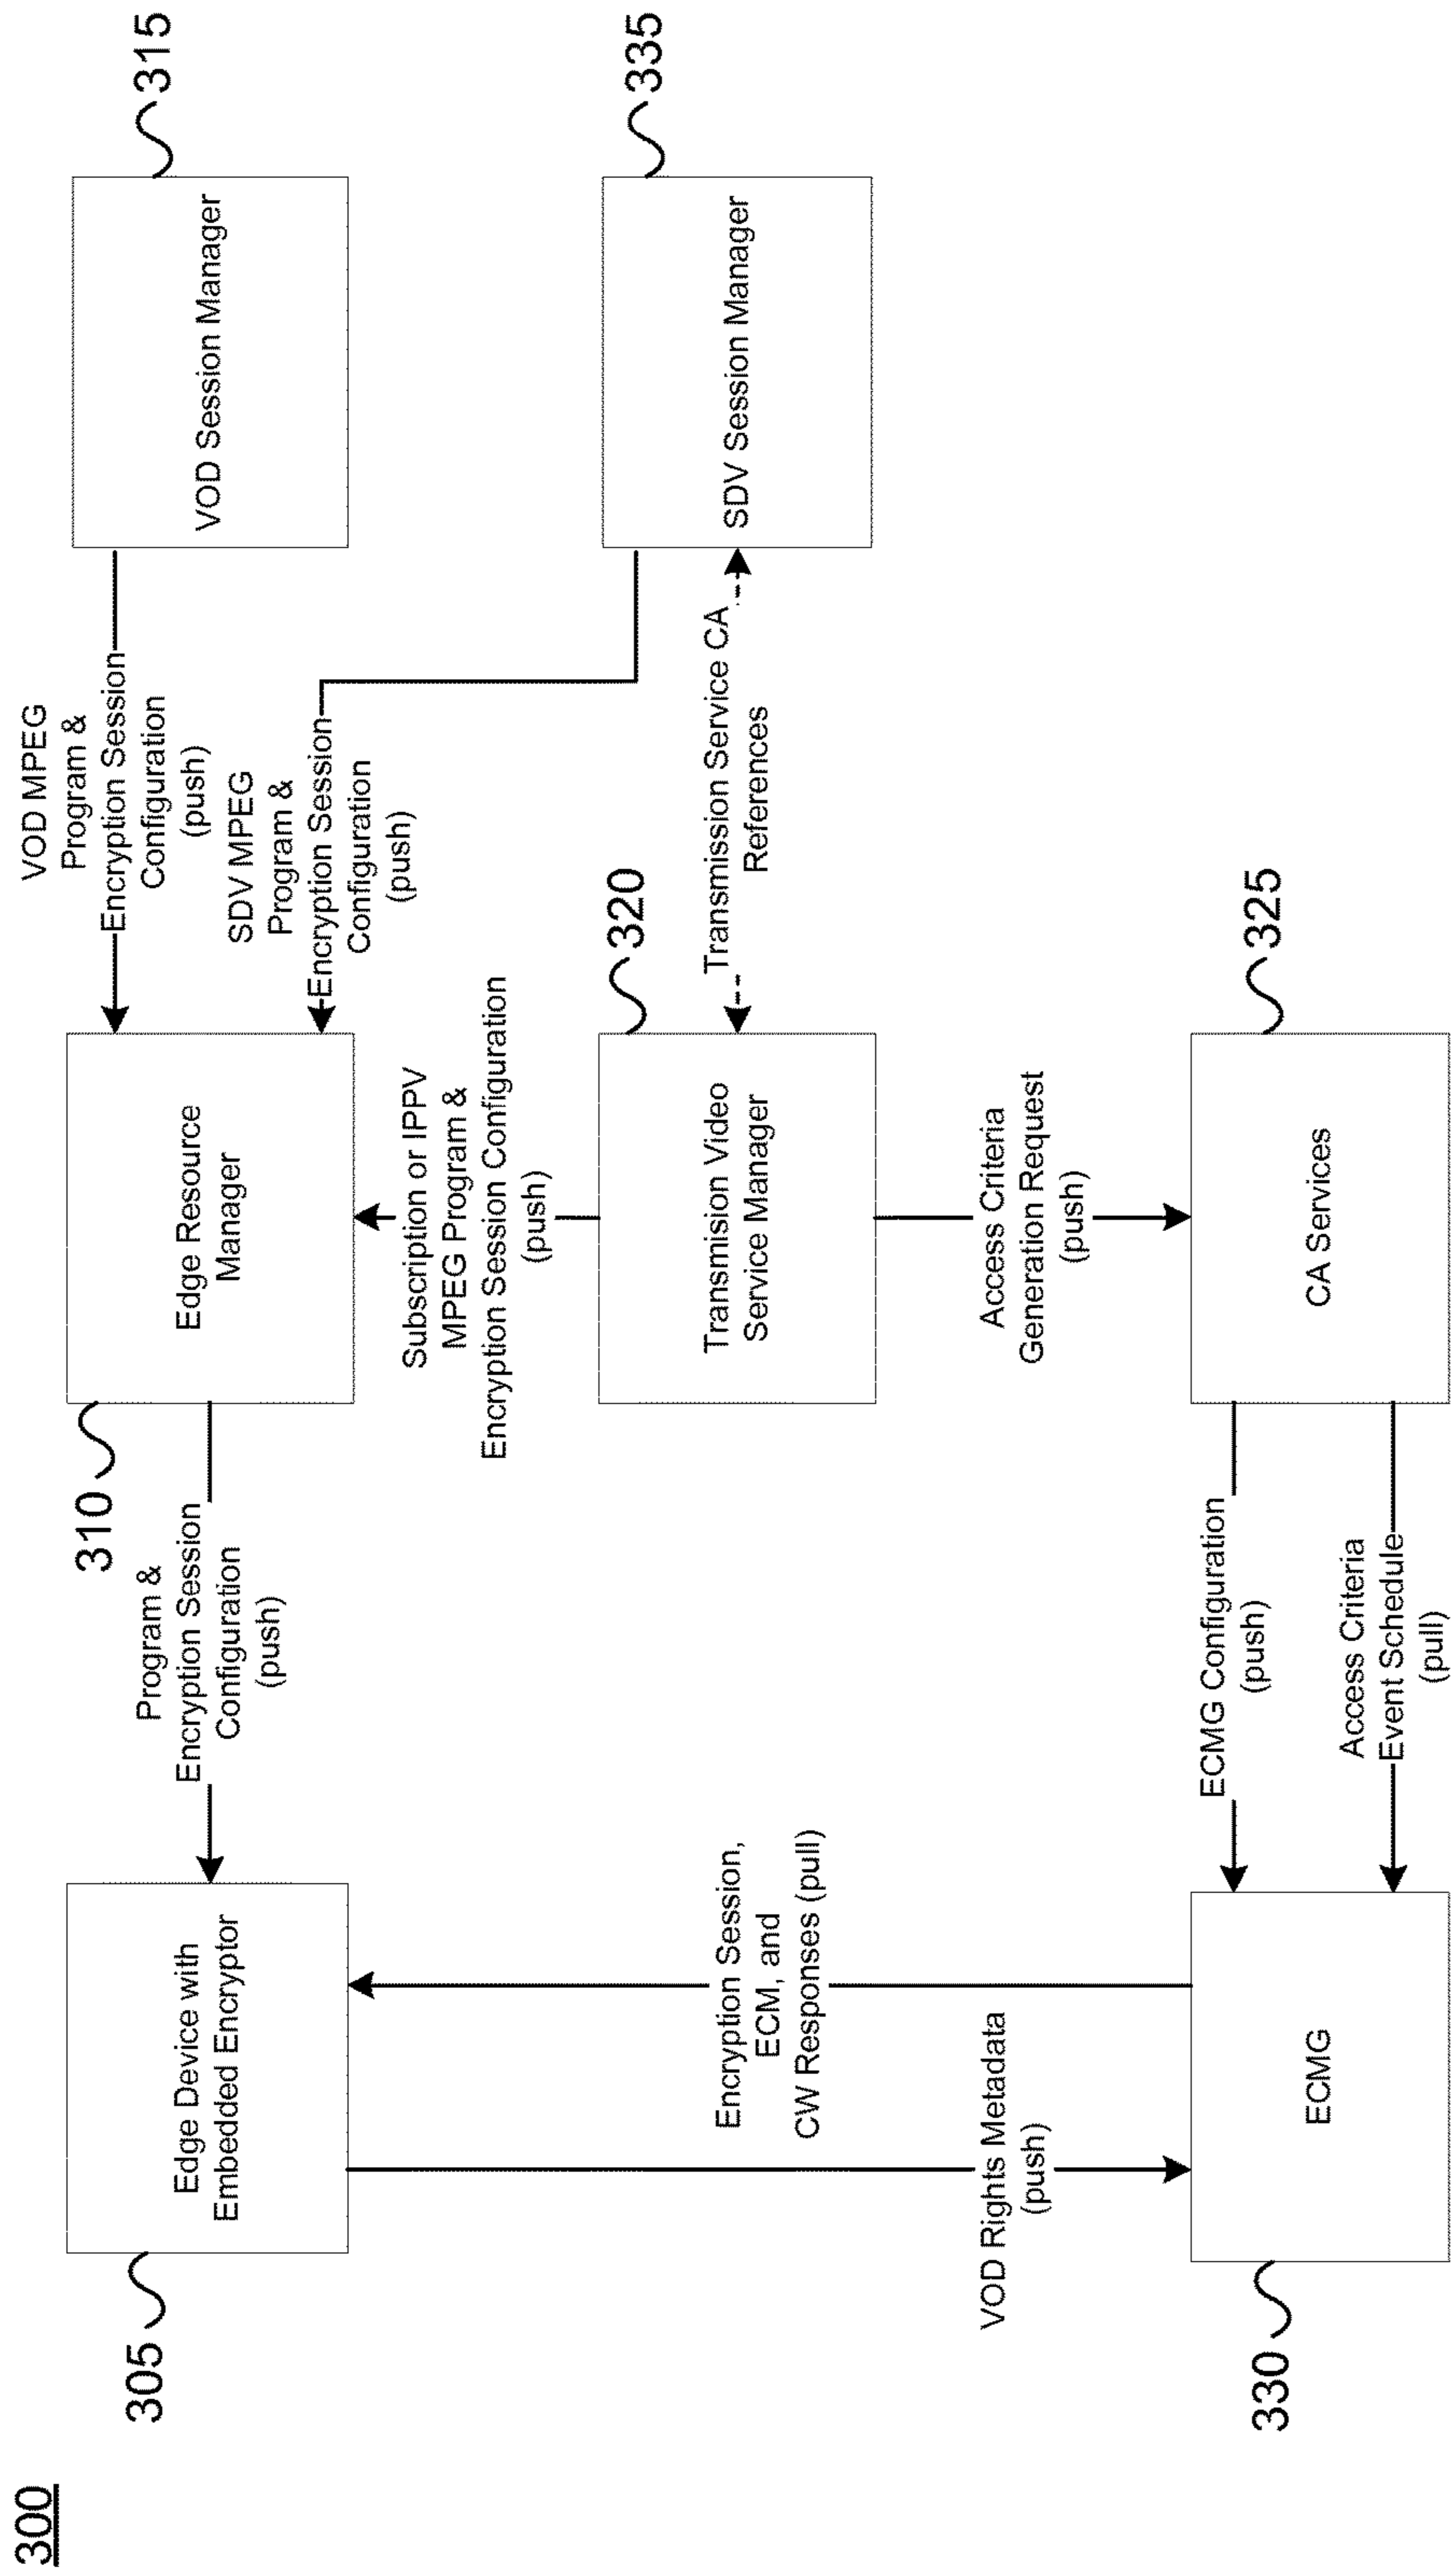 300
305
Edge Device with
Embedded Encryptor
Program &
Encryption Session
Configuration
(push)
310
Edge Resource
Manager
VOD MPEG
Program &
Encryption Session
Configuration
(push)
VOD Session Manager
315
SDV MPEG
Program &
Encryption Session
Configuration
(push)
Subscription or IPPV
MPEG Program &
Encryption Session Configuration
(push)
320
Transmision Video
Service Manager
Transmission Service CA
References
SDV Session Manager
335
Encryption Session,
ECM, and
CW Responses (pull)
VOD Rights Metadata
(push)
Access Criteria
Generation Request
(push)
325
330
ECMG
ECMG Configuration
(push)
Access Criteria
Event Schedule
(pull)
CA Services